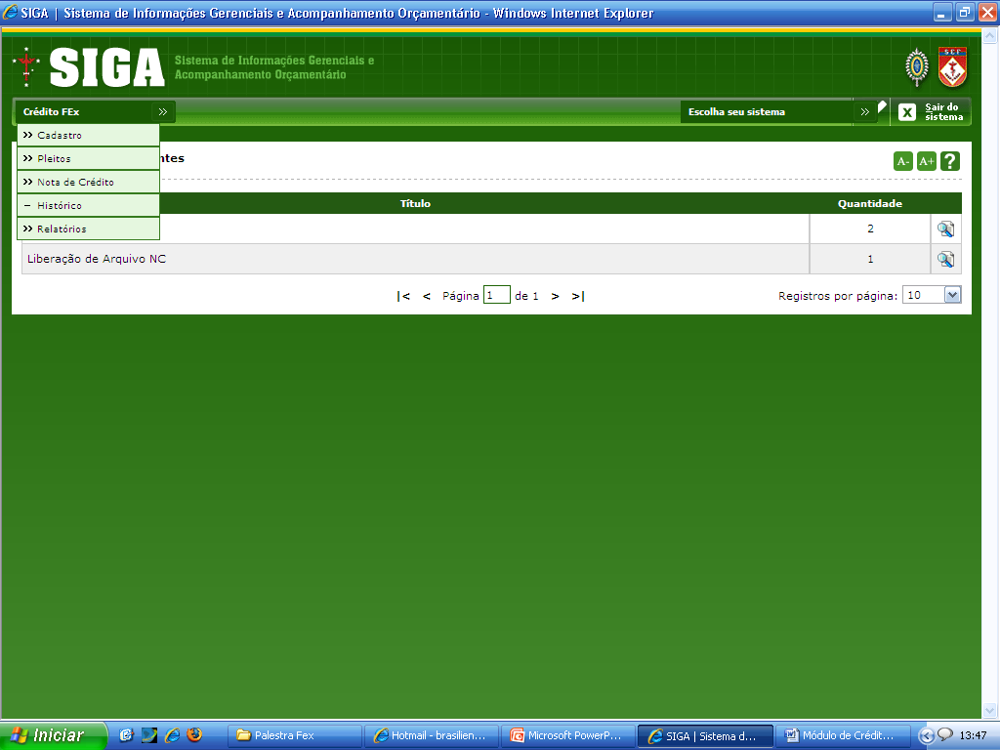 SIGA | Sistema de Informações Gerenciais e Acompanhamento Orçamentário - Windows Internet Explorer
SIGA
Sistema de Informações Gerenciais e
Acompanhamento Orçamentário
Crédito FEx
Escolha seu sistema
Sair do
sistema
Cadastro
Pleitos
Nota de Crédito
Histórico
Relatórios
ntes
A- A+ ?
Título Quantidade
2
Liberação de Arquivo NC 1
|< < Página 1 de 1 > >|
Registros por página: 10
Iniciar
Palestra Fex
Hotmail - brasilien...
Microsoft PowerP...
SIGA | Sistema d...
Módulo de Crédit...
13:47